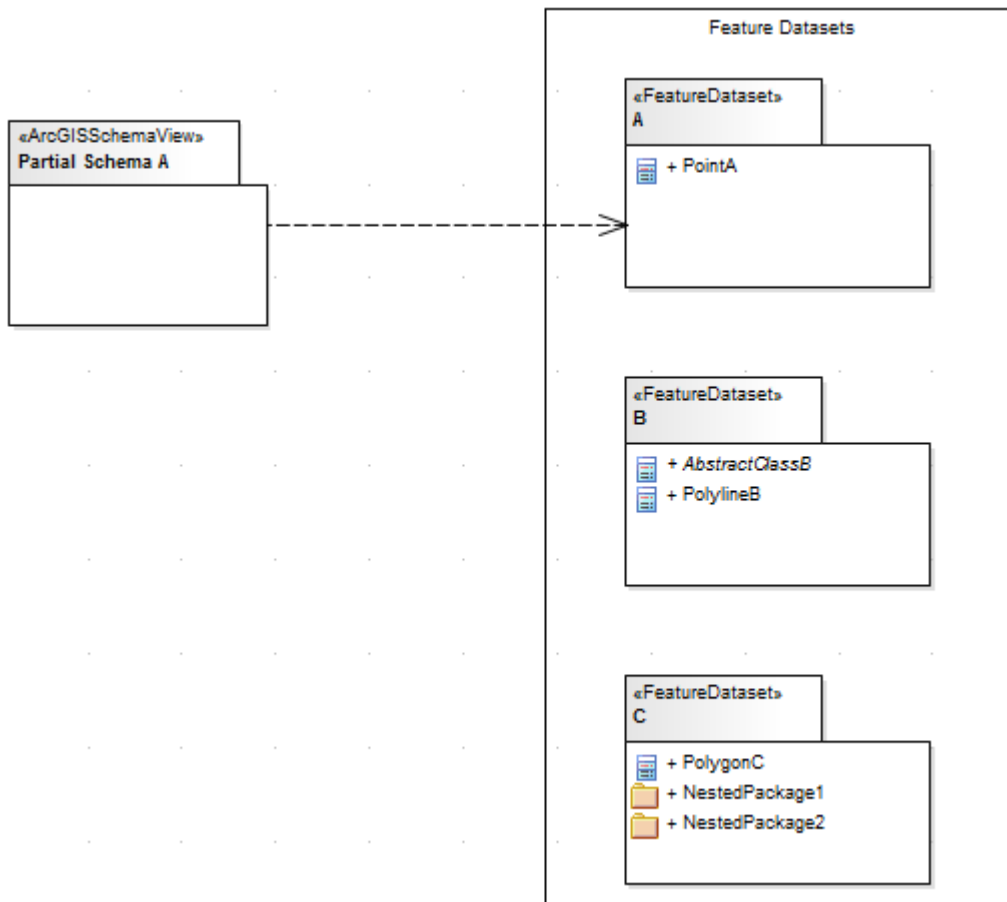 Feature Datasets
«FeatureDataset»
A
+ PointA
«ArcGISSchemaView»
Partial Schema A
«FeatureDataset»
B
+ AbstractClassB
+ PolylineB
«FeatureDataset»
C
+ PolygonC
+ NestedPackage1
+ NestedPackage2